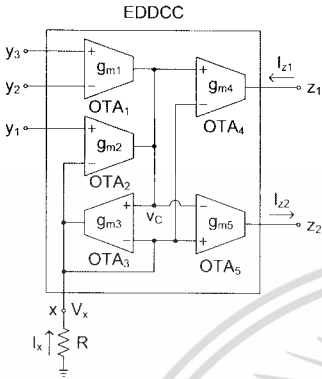 EDDCC
y3
+
gm1
y2
-
OTA1
y1
+
gm2
-
OTA2
+
gm4
-
OTA4
Iz1
z1
gm3
+
vC
-
OTA3
-
gm5
+
OTA5
Iz2
z2
x
Vx
Ix
R